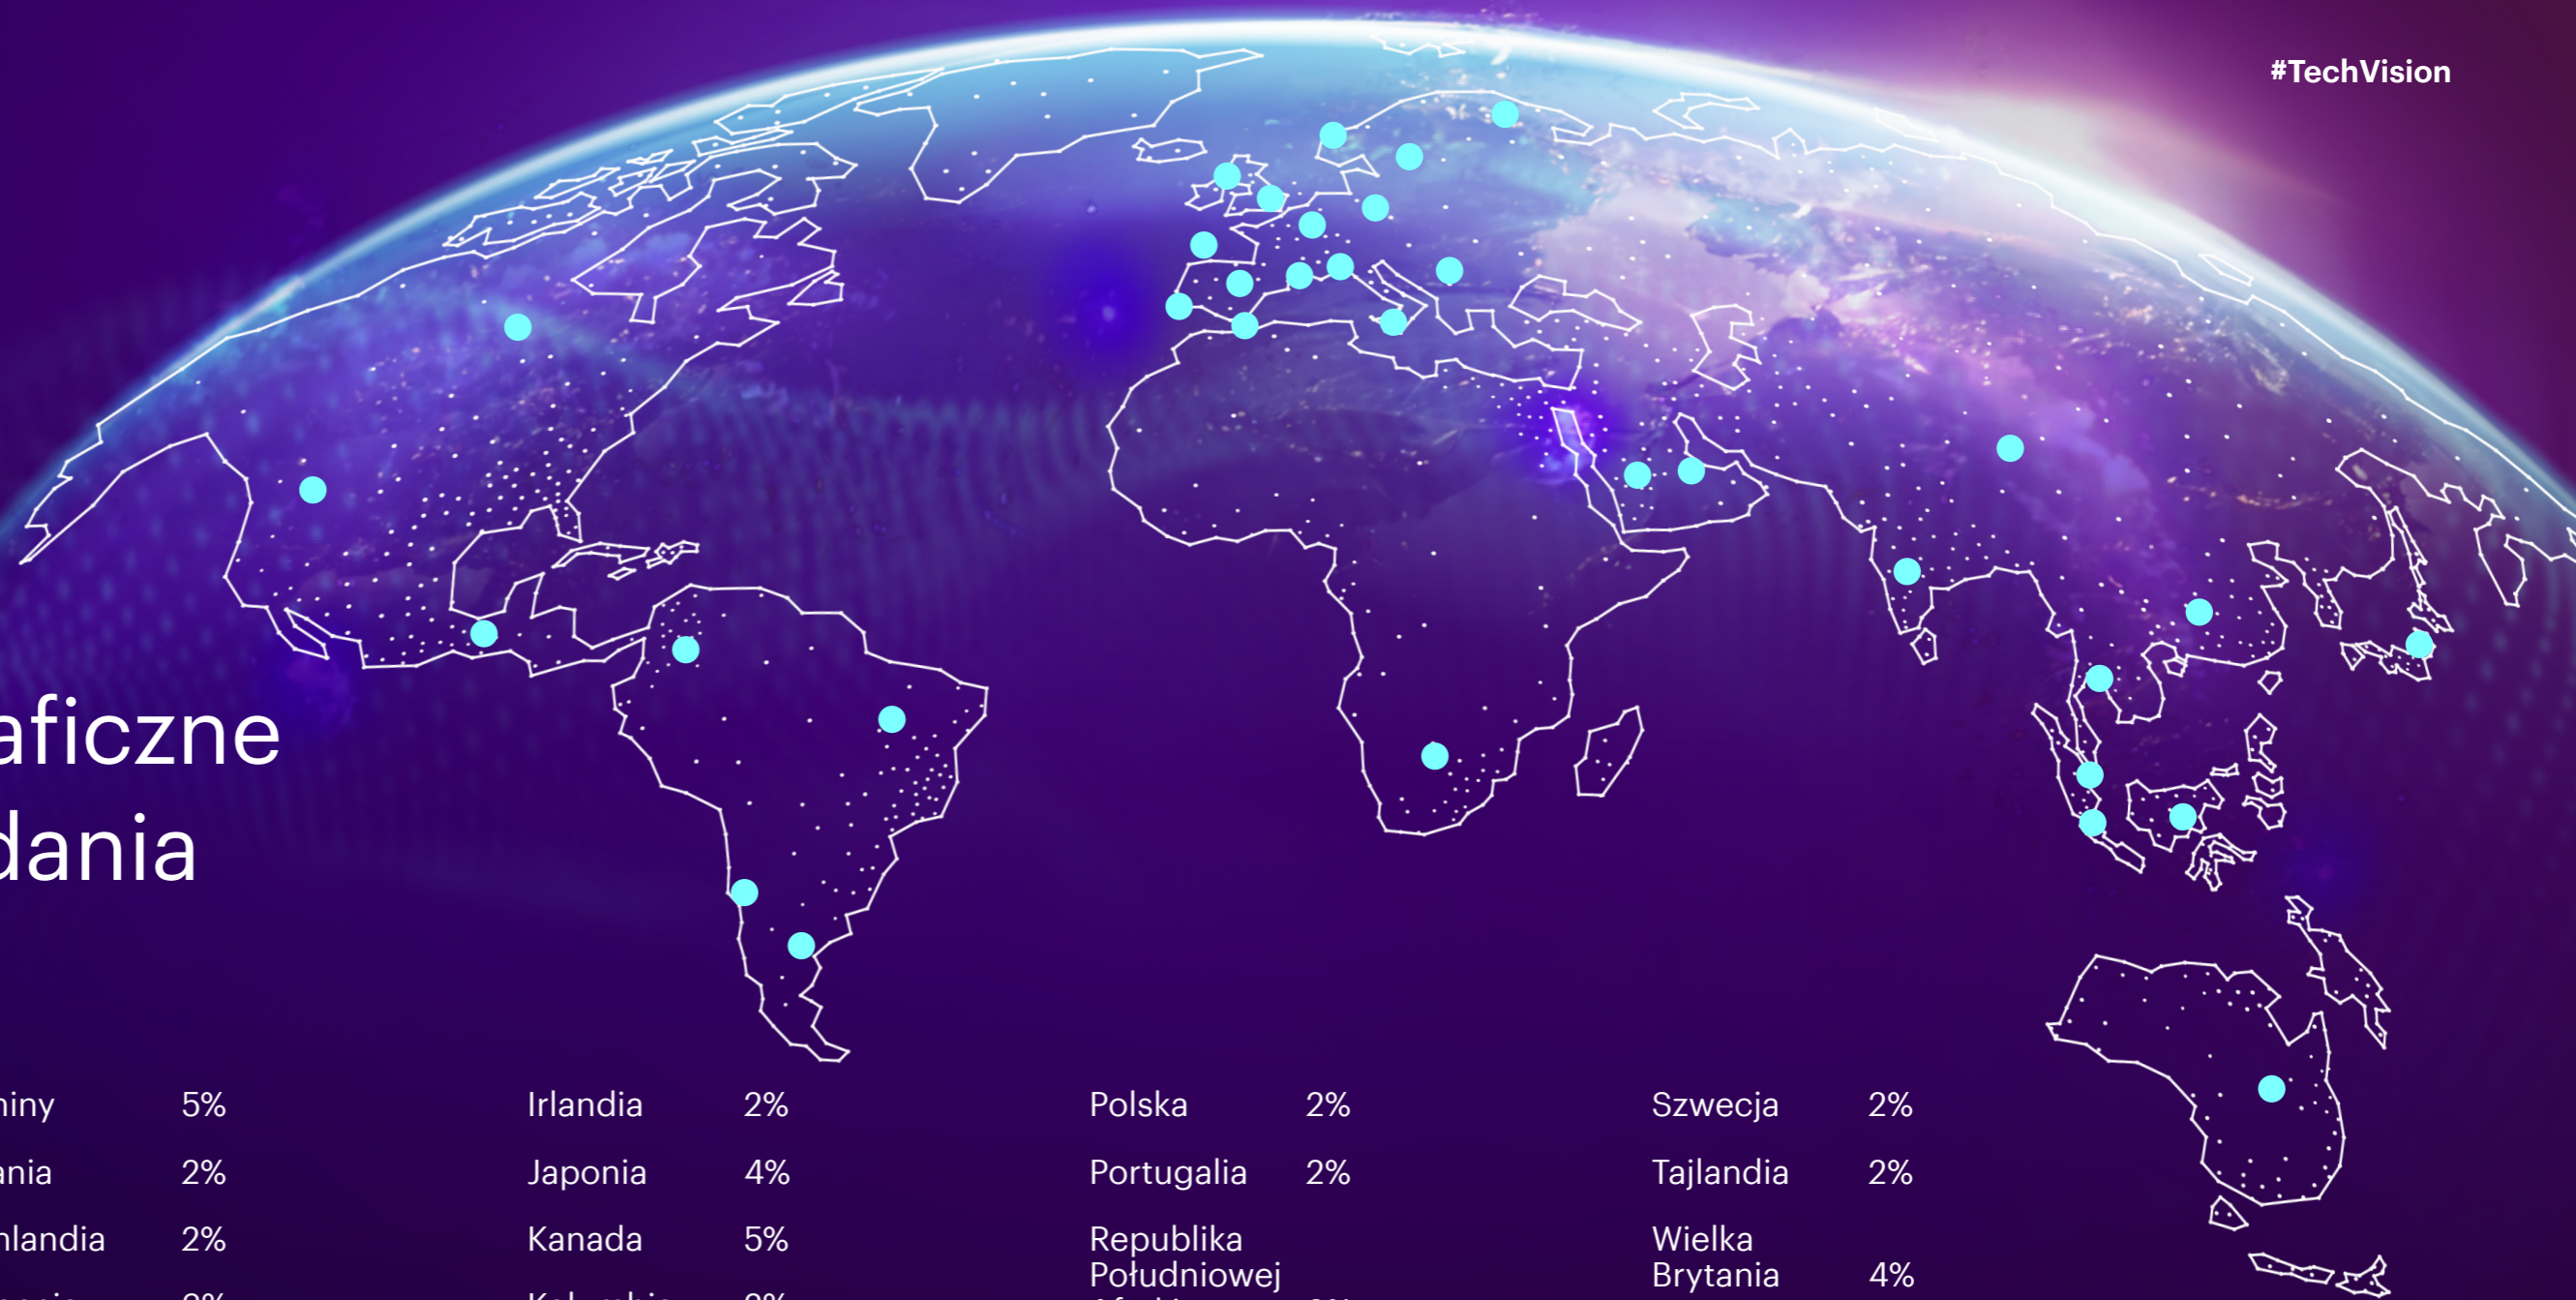 #TechVision
aficzne
dania
niny 5%
ania 2%
nlandia 2%
Irlandia 2%
Japonia 4%
Kanada 5%
Polska 2%
Portugalia 2%
Republika
Południowej
Szwecja 2%
Tajlandia 2%
Wielka
Brytania 4%